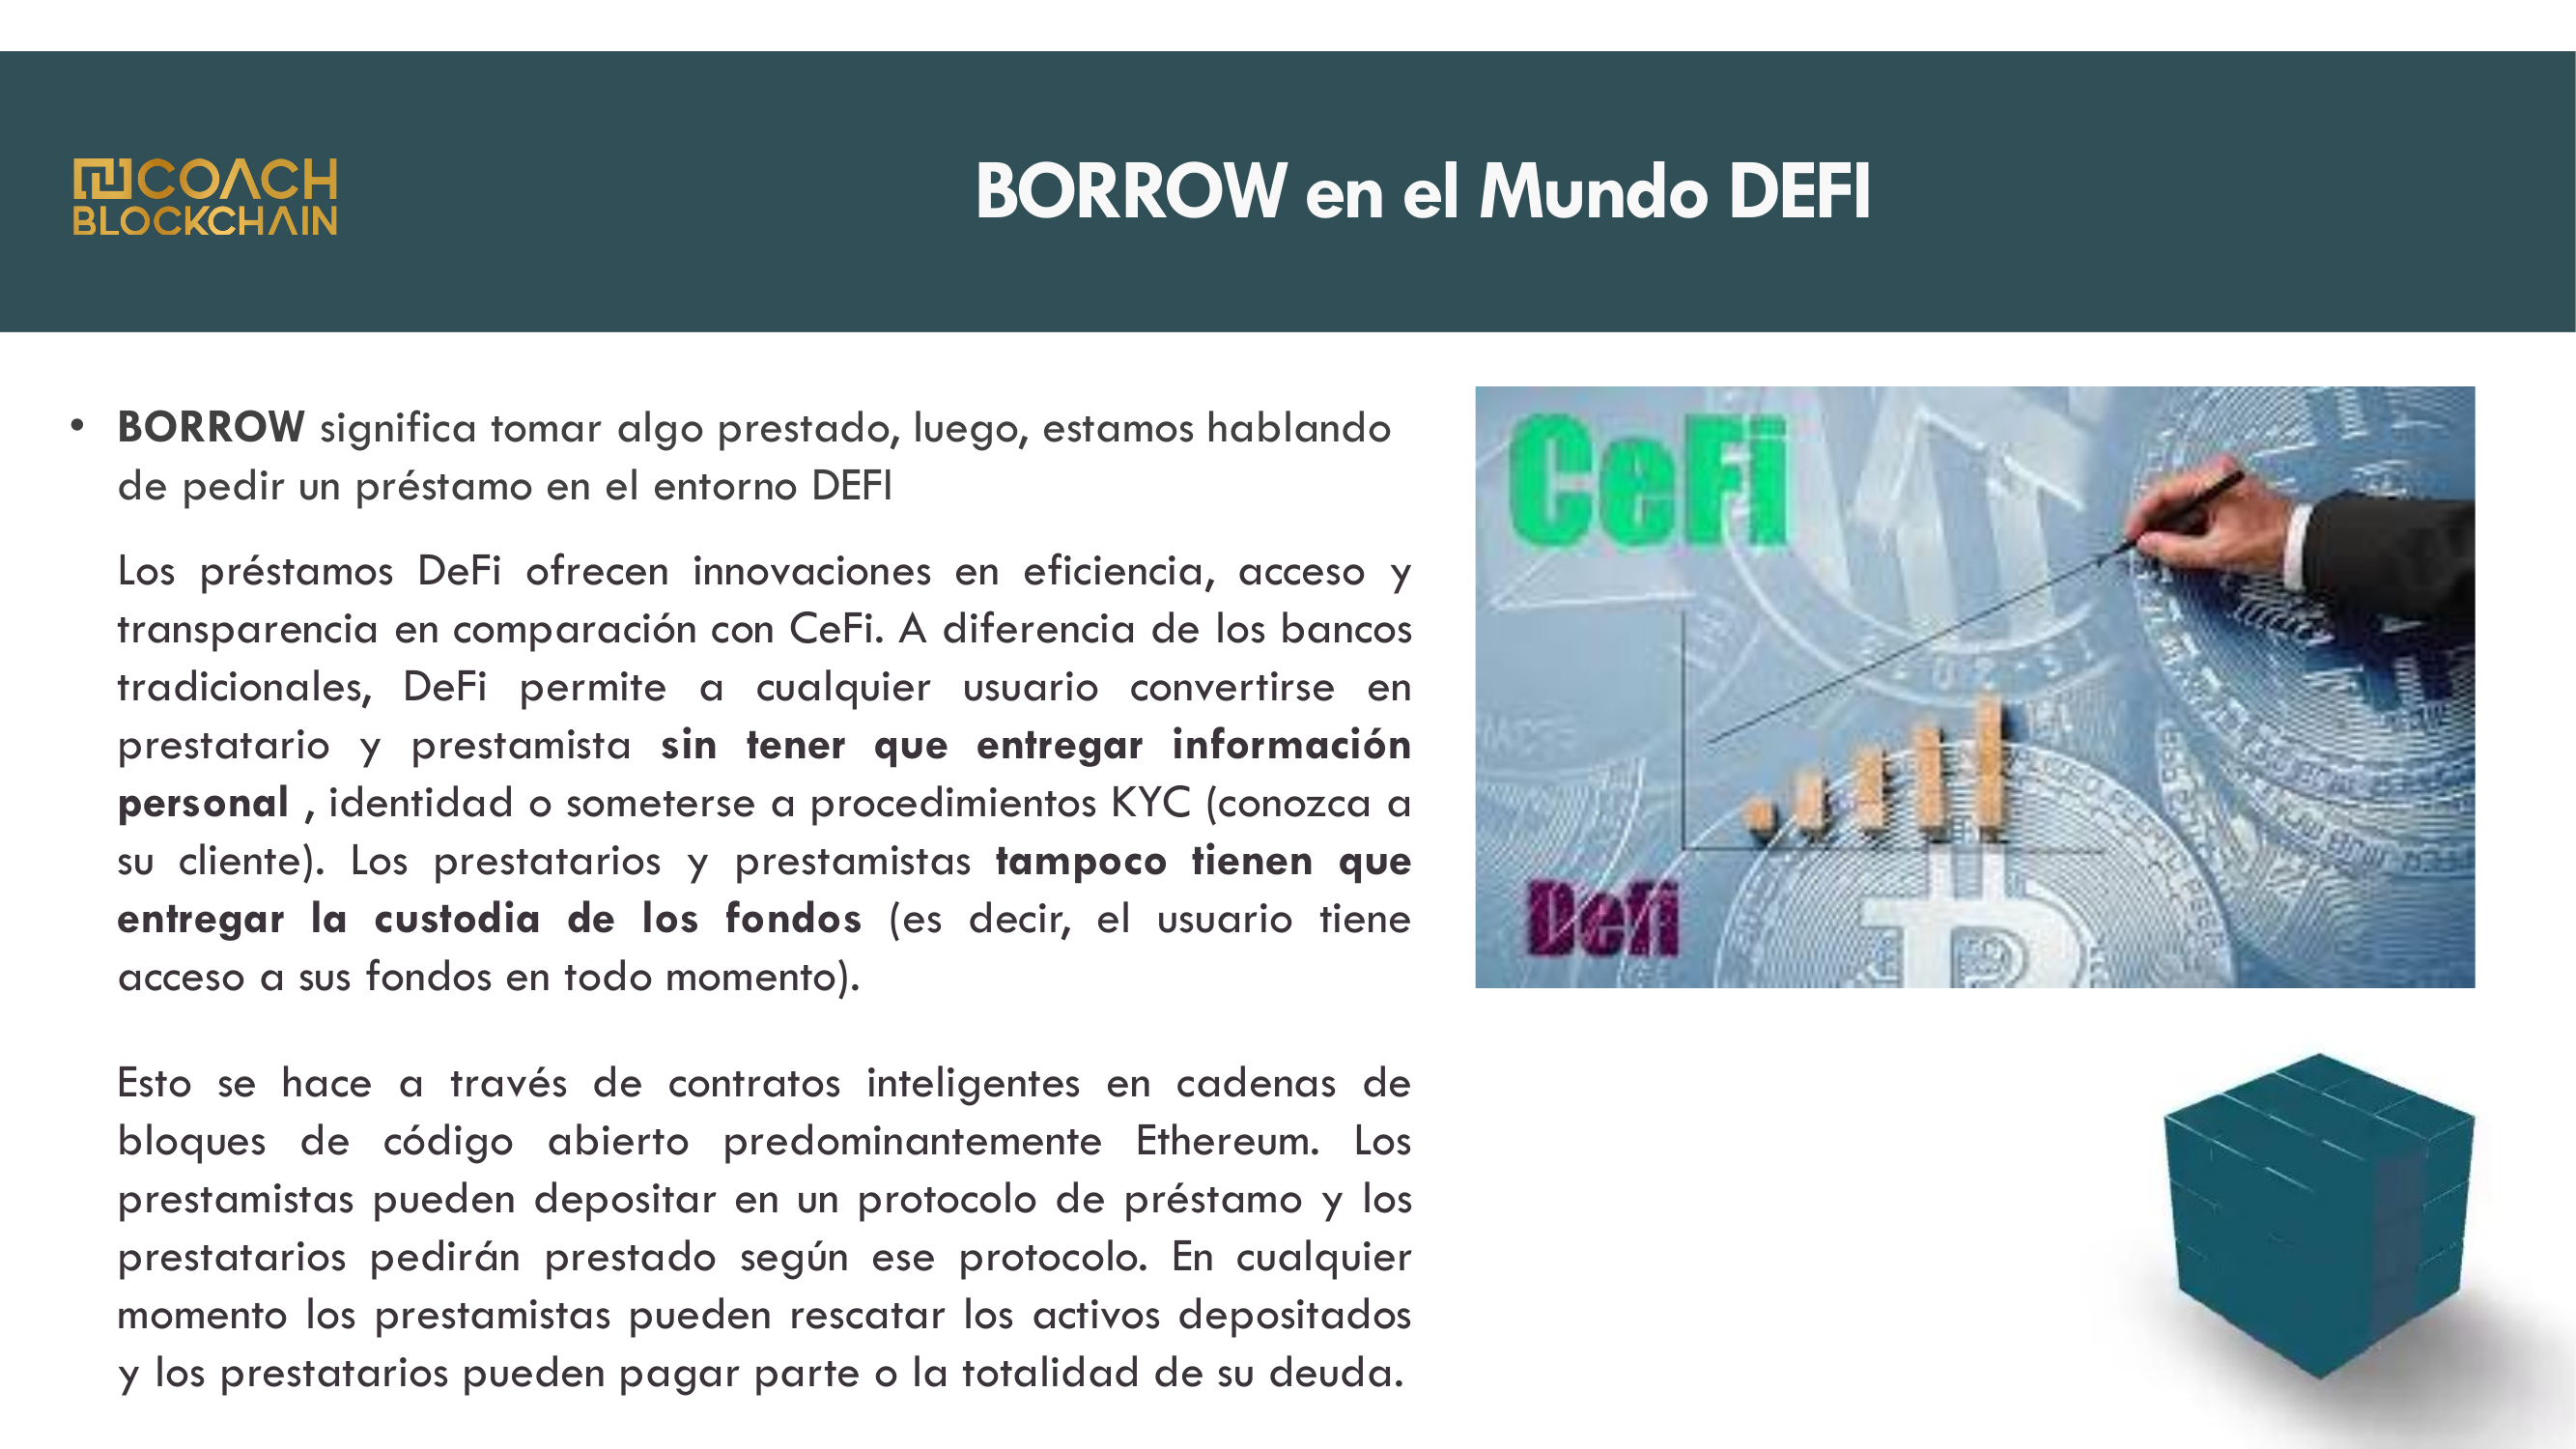 COACH
BLOCKCHAIN
BORROW en el Mundo DEFI
• BORROW significa tomar algo prestado, luego, estamos hablando
de pedir un préstamo en el entorno DEFI
Los préstamos DeFi ofrecen innovaciones en eficiencia, acceso y
transparencia en comparación con CeFi. A diferencia de los bancos
tradicionales, DeFi permite a cualquier usuario convertirse en
prestatario y prestamista sin tener que entregar información
personal , identidad o someterse a procedimientos KYC (conozca a
su cliente). Los prestatarios y prestamistas tampoco tienen que
entregar la custodia de los fondos (es decir, el usuario tiene
acceso a sus fondos en todo momento).
Esto se hace a través de contratos inteligentes en cadenas de
bloques de código abierto predominantemente Ethereum. Los
prestamistas pueden depositar en un protocolo de préstamo y los
prestatarios pedirán prestado según ese protocolo. En cualquier
momento los prestamistas pueden rescatar los activos depositados
y los prestatarios pueden pagar parte o la totalidad de su deuda.
CeFi
Defi